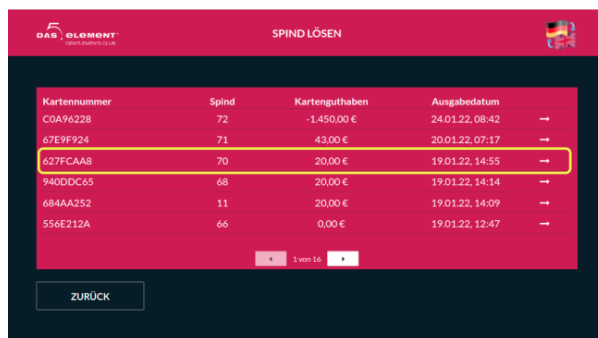 5
DAS ELEMENT
GENTLEMEN'S CLUB
SPIND LÖSEN
Kartennummer Spind Kartenguthaben Ausgabedatum
C0A96228 72 -1.450,00 € 24.01.22, 08:42 →
67E9F924 71 43,00 € 20.01.22, 07:17 →
627FCAA8 70 20,00 € 19.01.22, 14:55 →
940DDC65 68 20,00 € 19.01.22, 14:14 →
684AA252 11 20,00 € 19.01.22, 14:09 →
556E212A 66 0,00 € 19.01.22, 12:47 →
1 von 16
ZURÜCK